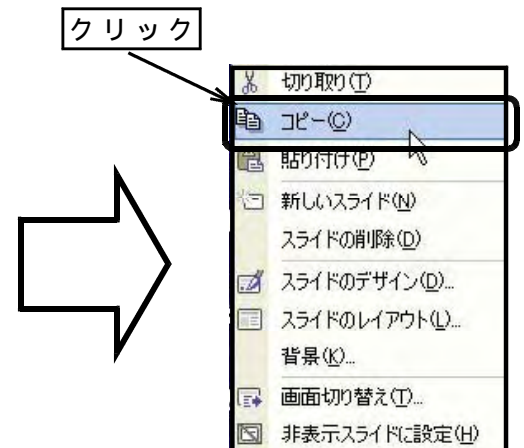 クリック
切り取り(T)
コピー(C)
貼り付け(P)
新しいスライド(N)
スライドの削除(D)
スライドのデザイン(D)...
スライドのレイアウト(L)...
背景(K)...
画面切り替え(T)...
非表示スライドに設定(H)